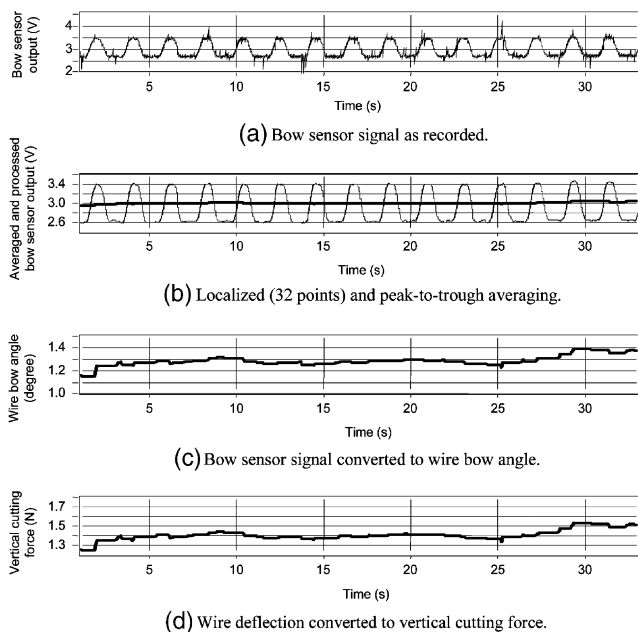 Bow sensor
output (V)
4
3
2
5
10
15
20
25
30
Time (s)
(a) Bow sensor signal as recorded.
Averaged and processed
bow sensor output (V)
3.4
3.0
2.6
5
10
15
20
25
30
Time (s)
(b) Localized (32 points) and peak-to-trough averaging.
Wire bow angle
(degree)
1.4
1.2
1.0
5
10
15
20
25
30
Time (s)
(c) Bow sensor signal converted to wire bow angle.
Vertical cutting
force (N)
1.7
1.5
1.3
5
10
15
20
25
30
Time (s)
(d) Wire deflection converted to vertical cutting force.